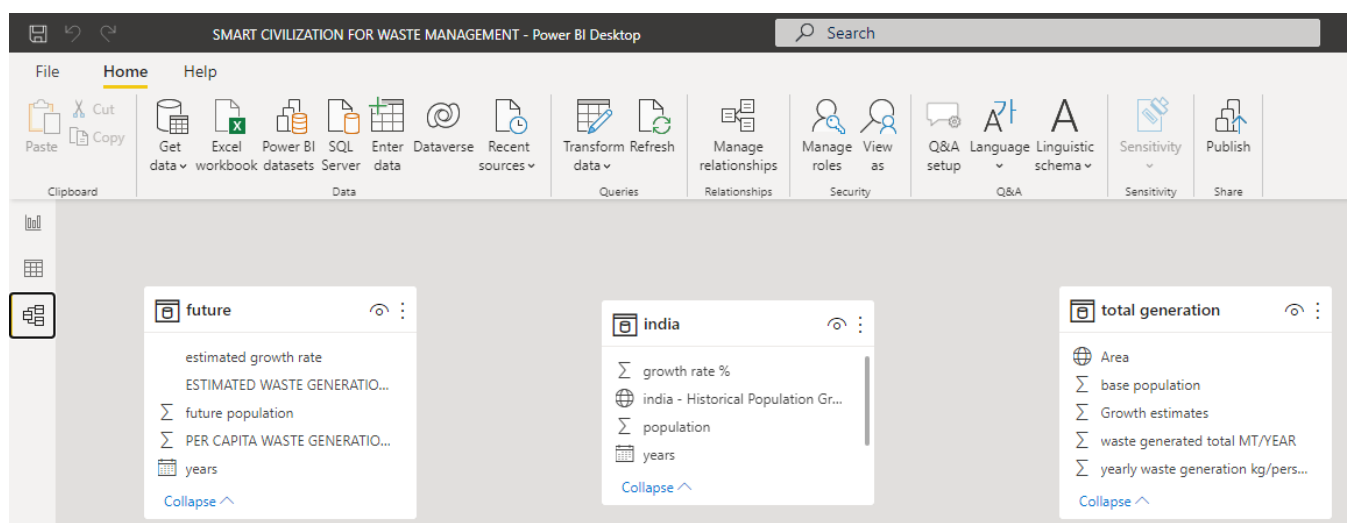 SMART CIVILIZATION FOR WASTE MANAGEMENT - Power BI Desktop
Search
File Home Help
Paste
Cut
Copy
Get data
Excel workbook
Power BI datasets
SQL Server
Enter data
Dataverse
Recent sources
Transform data
Refresh
Manage relationships
Manage roles
View as
Q&A setup
Language
Linguistic schema
Sensitivity
Publish
Clipboard Data Queries Relationships Security Q&A Sensitivity Share
future
estimated growth rate
ESTIMATED WASTE GENERATIO...
future population
PER CAPITA WASTE GENERATIO...
years
Collapse
india
growth rate %
india - Historical Population Gr...
population
years
Collapse
total generation
Area
base population
Growth estimates
waste generated total MT/YEAR
yearly waste generation kg/pers...
Collapse